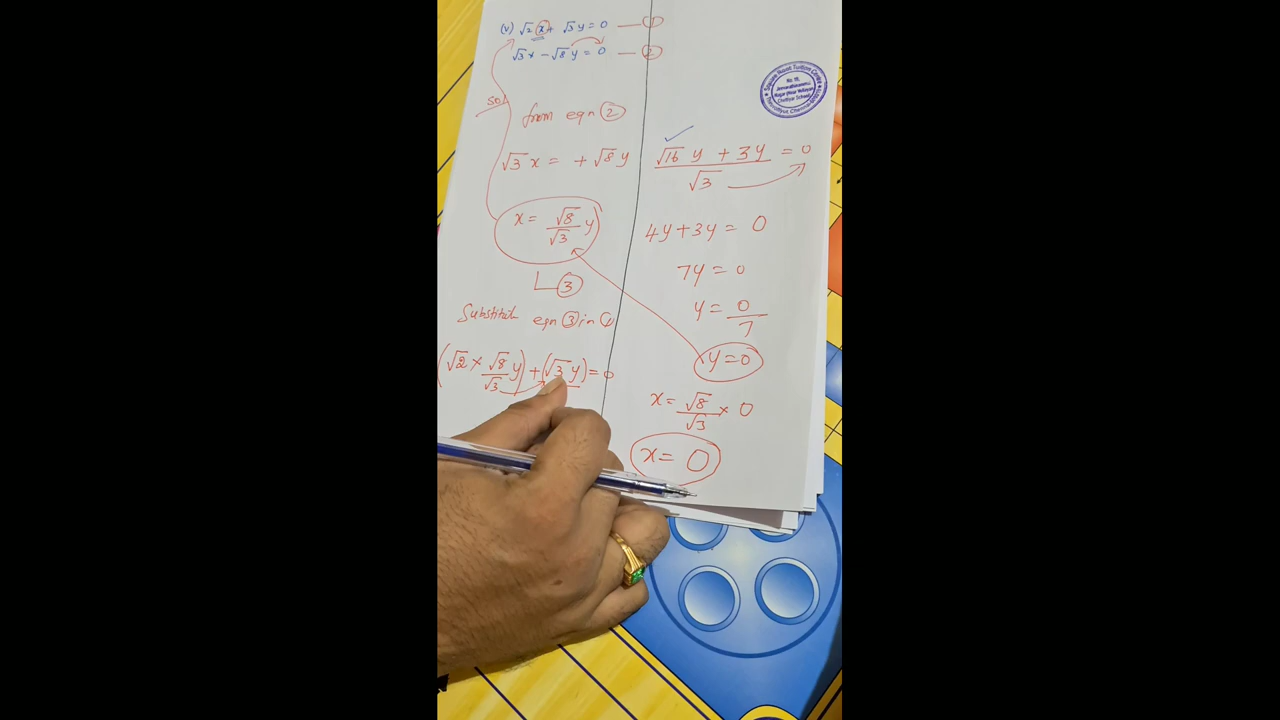 (v) √2 x + √3 y = 0 — ①
√3 x − √8 y = 0 — ②
Sol
from eqn ②
√3 x = + √8 y
x = √8/√3 y
③
Substitute eqn ③ in ①
(√2 × √8/√3 y) + (√3 y) = 0
√16 y + 3y / √3 = 0
4y + 3y = 0
7y = 0
y = 0/7
y = 0
x = √8/√3 × 0
x = 0
No: 15,